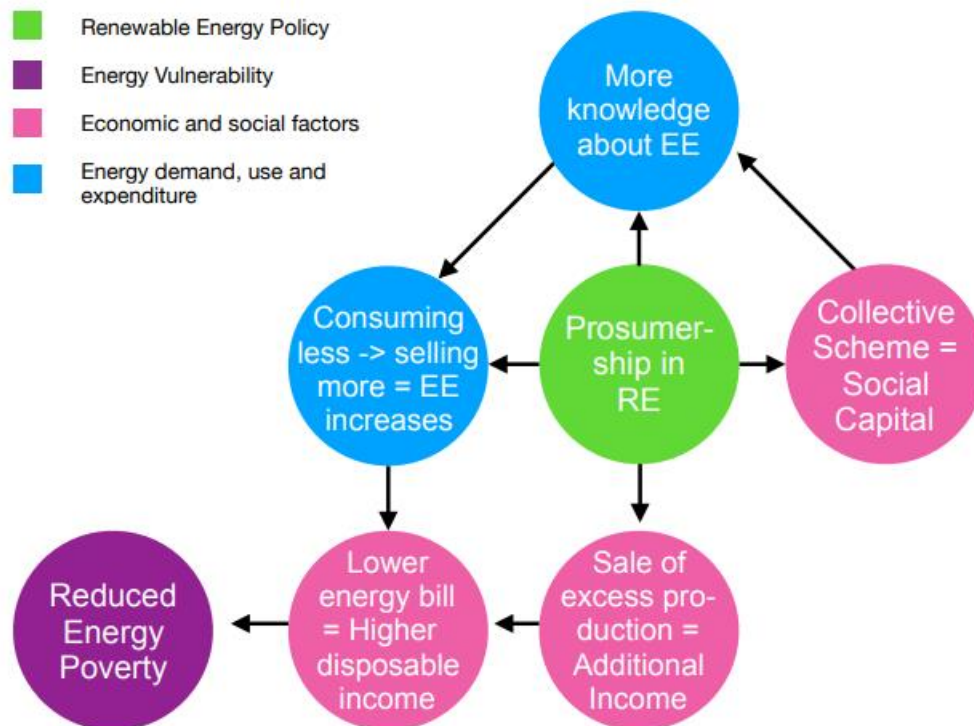 Renewable Energy Policy
Energy Vulnerability
Economic and social factors
Energy demand, use and
expenditure
More
knowledge
about EE
Consuming
less -> selling
more = EE
increases
Prosumer-
ship in
RE
Collective
Scheme =
Social
Capital
Reduced
Energy
Poverty
Lower
energy bill
= Higher
disposable
income
Sale of
excess pro-
duction =
Additional
Income